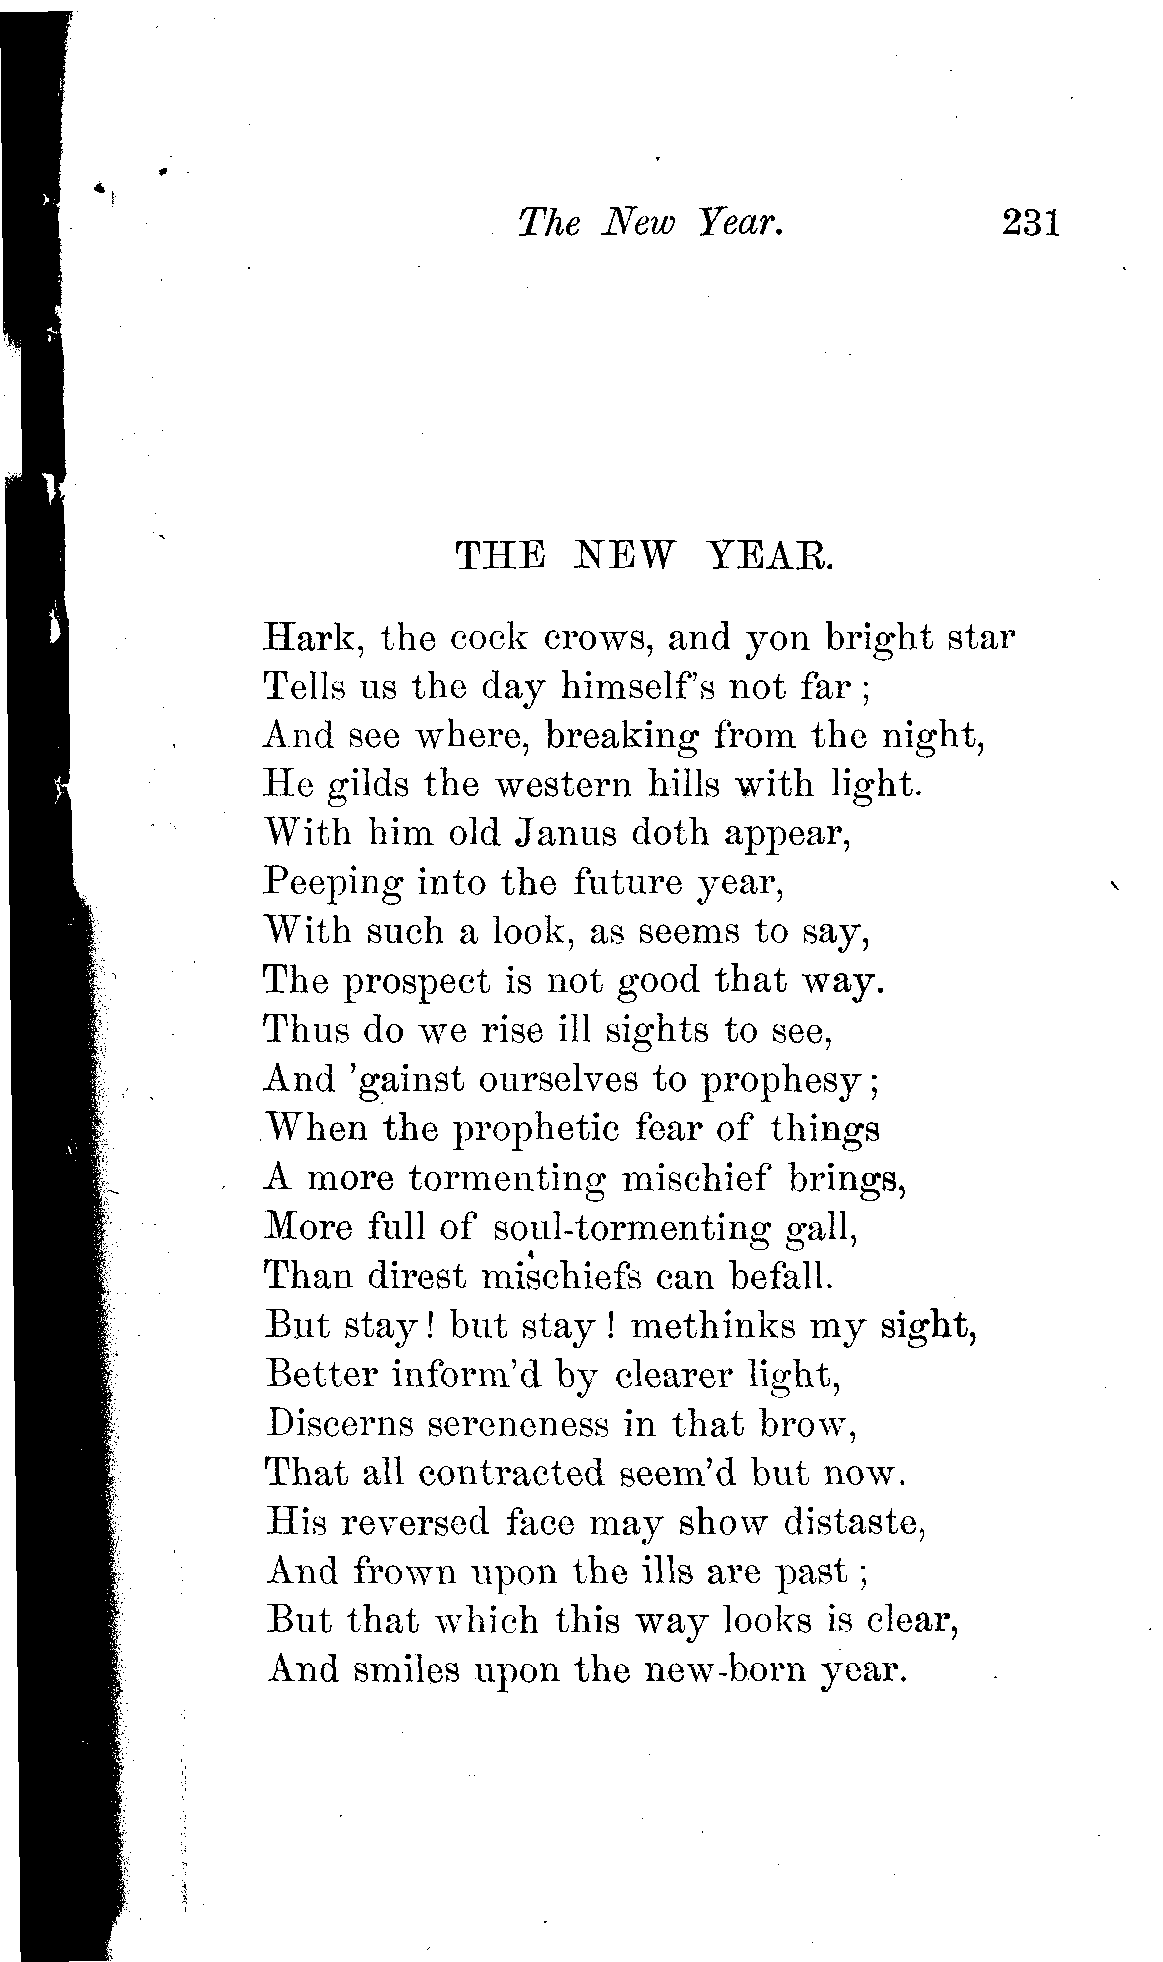 The New Year. 231
THE NEW YEAR.
Hark, the cock crows, and yon bright star
Tells us the day himself's not far ;
And see where, breaking from the night,
He gilds the western hills with light.
With him old Janus doth appear,
Peeping into the future year,
With such a look, as seems to say,
The prospect is not good that way.
Thus do we rise ill sights to see,
And 'gainst ourselves to prophesy ;
When the prophetic fear of things
A more tormenting mischief brings,
More full of soul-tormenting gall,
Than direst mischiefs can befall.
But stay ! but stay ! methinks my sight,
Better inform'd by clearer light,
Discerns sereneness in that brow,
That all contracted seem'd but now.
His reversed face may show distaste,
And frown upon the ills are past ;
But that which this way looks is clear,
And smiles upon the new-born year.